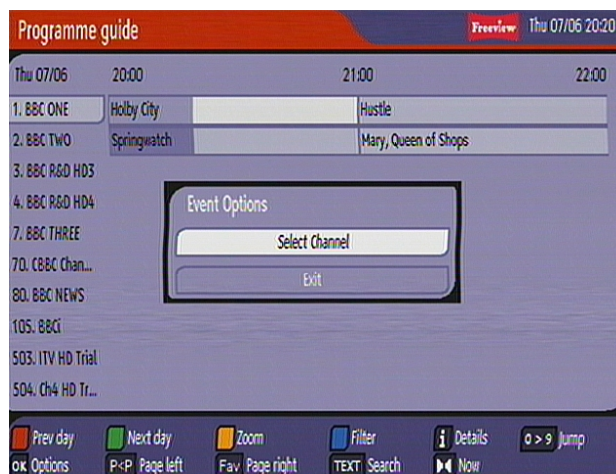 Programme guide
Freeview Thu 07/06 20:20
Thu 07/06 20:00 21:00 22:00
1. BBC ONE Holby City Hustle
2. BBC TWO Springwatch Mary, Queen of Shops
3. BBC R&D HD3
4. BBC R&D HD4
7. BBC THREE
70. CBBC Chan...
80. BBC NEWS
105. BBCi
503. ITV HD Trial
504. Ch4 HD Tr...
Event Options
Select Channel
Exit
Prev day Next day Zoom Filter i Details 0 > 9 Jump
OK Options P<P Page left Fav Page right TEXT Search Now